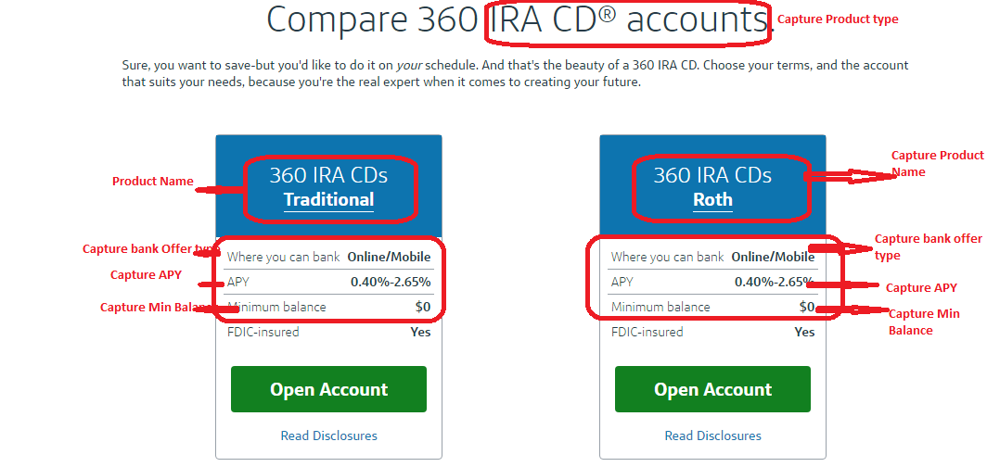 Compare 360 IRA CD® accounts.
Capture Product type
Sure, you want to save-but you'd like to do it on your schedule. And that's the beauty of a 360 IRA CD. Choose your terms, and the account
that suits your needs, because you're the real expert when it comes to creating your future.
Product Name
360 IRA CDs
Traditional
Capture bank Offer type
Where you can bank Online/Mobile
Capture APY
APY 0.40%-2.65%
Capture Min Balance
Minimum balance $0
FDIC-insured Yes
Open Account
Read Disclosures
360 IRA CDs
Roth
Capture Product
Name
Where you can bank Online/Mobile
Capture bank offer
type
APY 0.40%-2.65%
Capture APY
Minimum balance $0
Capture Min
Balance
FDIC-insured Yes
Open Account
Read Disclosures